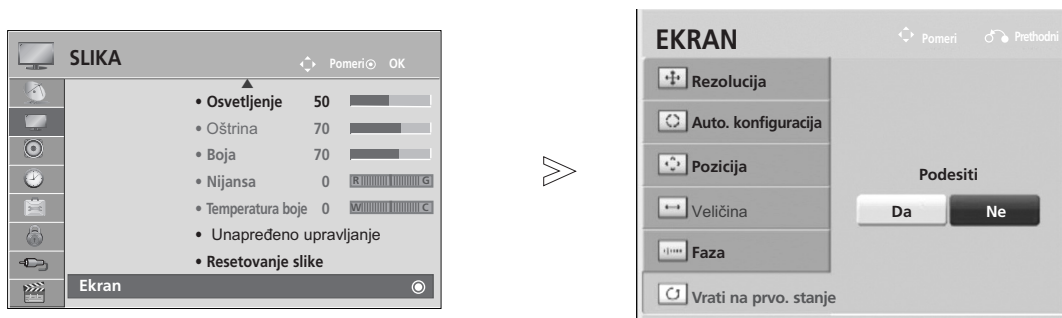 SLIKA
Pomeri OK
• Osvetljenje 50
• Oštrina 70
• Boja 70
• Nijansa 0 R G
• Temperatura boje 0 W C
• Unapređeno upravljanje
• Resetovanje slike
Ekran
EKRAN
Pomeri Prethodni
Rezolucija
Auto. konfiguracija
Pozicija
Veličina
Faza
Vrati na prvo. stanje
Podesiti
Da Ne